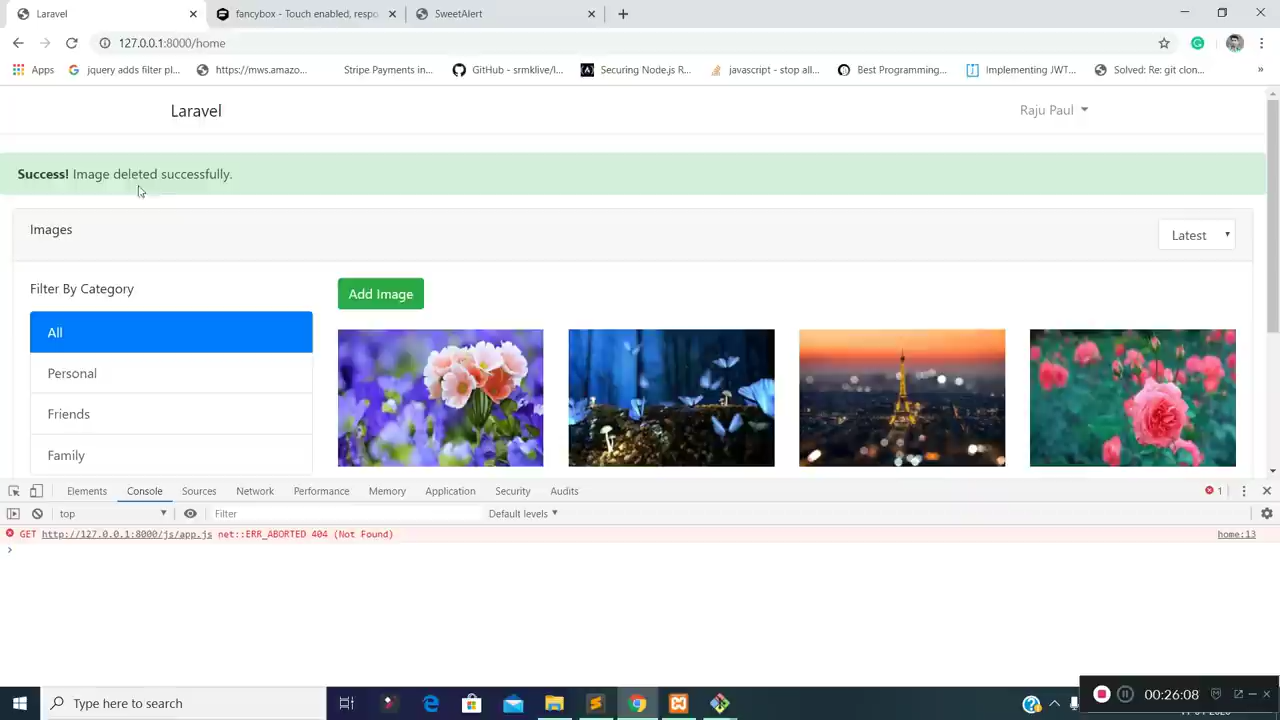 Laravel
fancybox - Touch enabled, respo
SweetAlert
127.0.0.1:8000/home
Apps
jquery adds filter pl...
https://mws.amazo...
Stripe Payments in...
GitHub - srmklive/l...
Securing Node.js R...
javascript - stop all...
Best Programming...
Implementing JWT...
Solved: Re: git clon...
»
Laravel
Raju Paul
Success! Image deleted successfully.
Images
Latest
Filter By Category
Add Image
All
Personal
Friends
Family
Elements
Console
Sources
Network
Performance
Memory
Application
Security
Audits
1
top
Filter
Default levels
GET http://127.0.0.1:8000/js/app.js net::ERR_ABORTED 404 (Not Found)
home:13
Type here to search
00:26:08